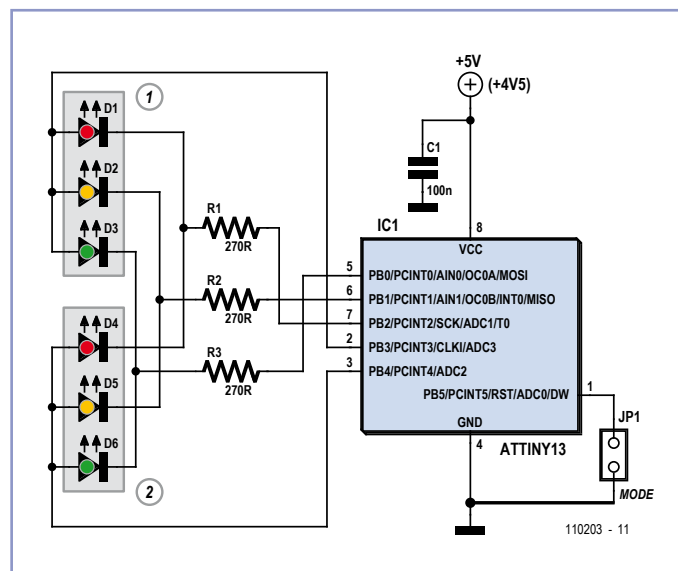 +5V
(+4V5)
1
D1
D2
D3
C1
100n
R1
270R
IC1
8
VCC
5
PB0/PCINT0/AIN0/OC0A/MOSI
R2
270R
6
PB1/PCINT1/AIN1/OC0B/INT0/MISO
7
PB2/PCINT2/SCK/ADC1/T0
D4
R3
270R
2
PB3/PCINT3/CLKI/ADC3
3
PB4/PCINT4/ADC2
D5
PB5/PCINT5/RST/ADC0/DW
1
JP1
D6
GND
4
ATTINY13
2
MODE
110203 - 11